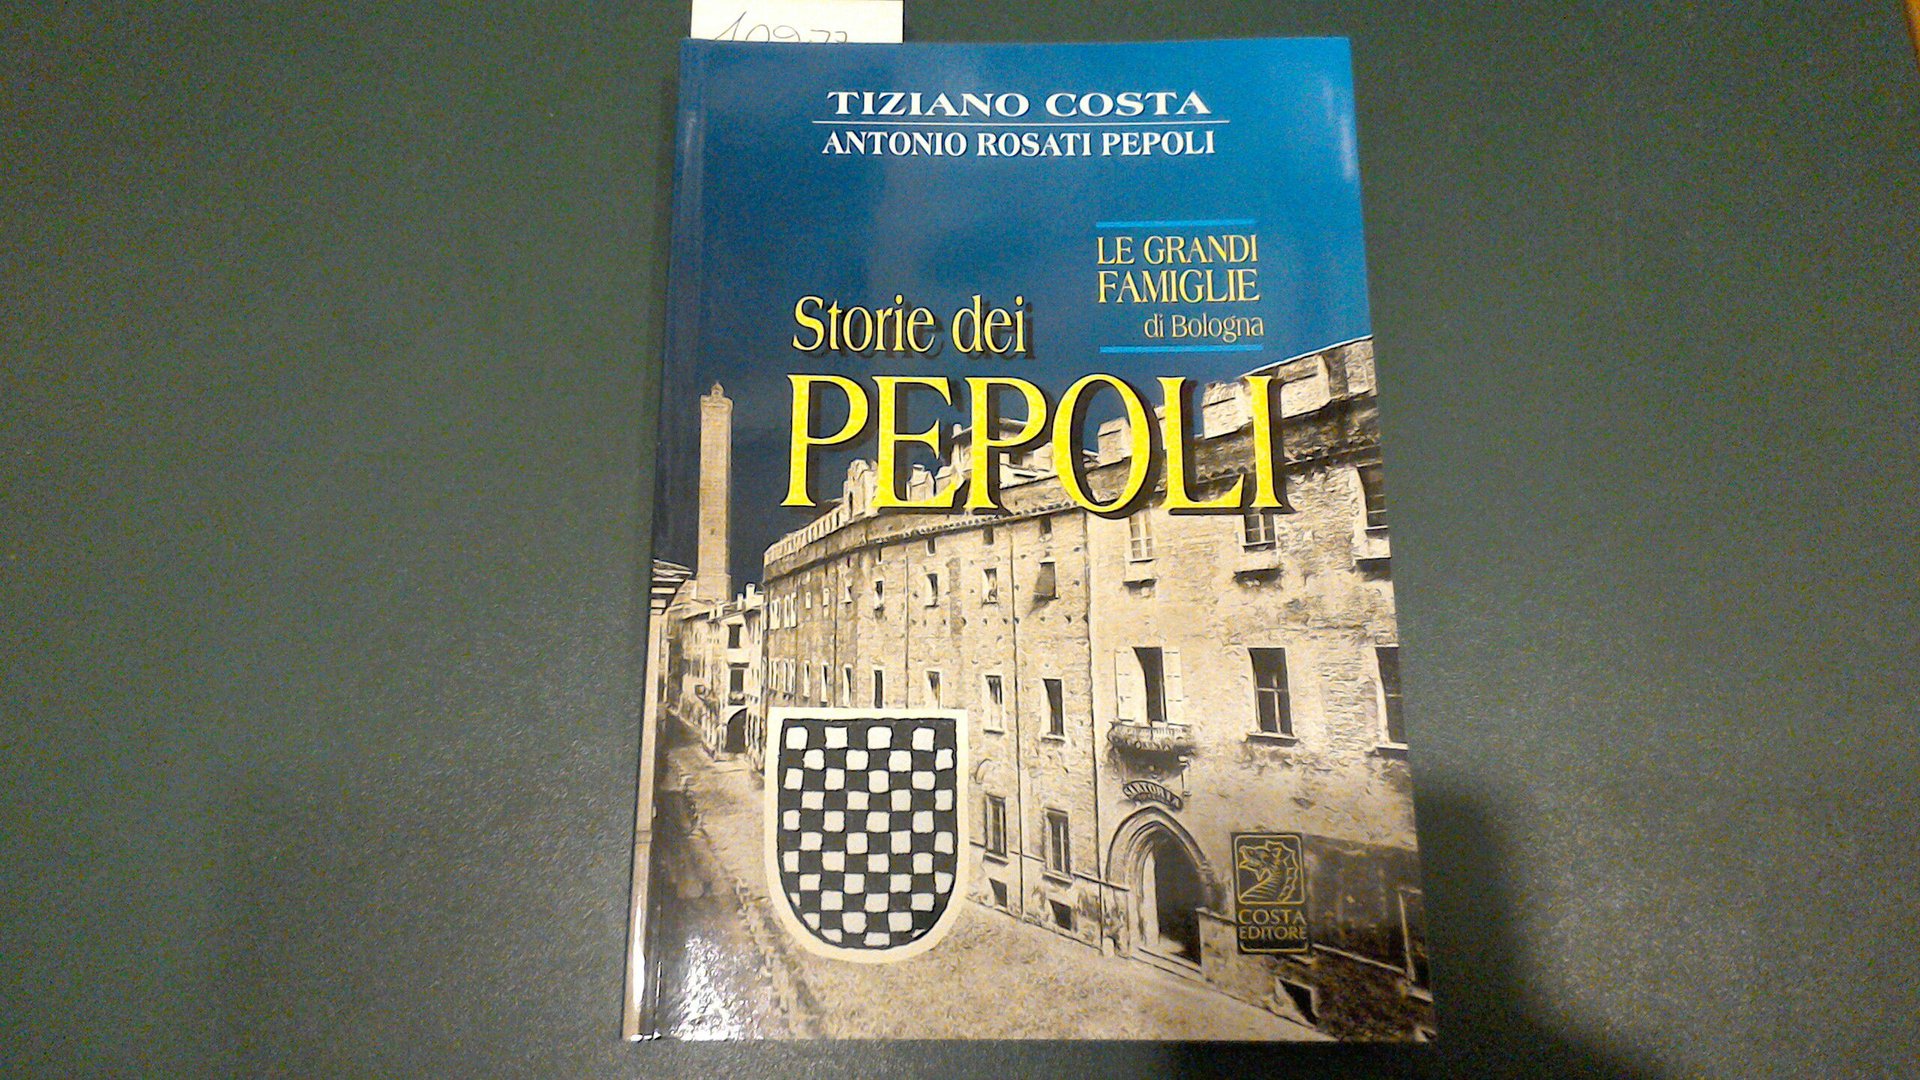 TIZIANO COSTA
ANTONIO ROSATI PEPOLI
LE GRANDI
FAMIGLIE
di Bologna
Storie dei
PEPOLI
COSTA
EDITORE